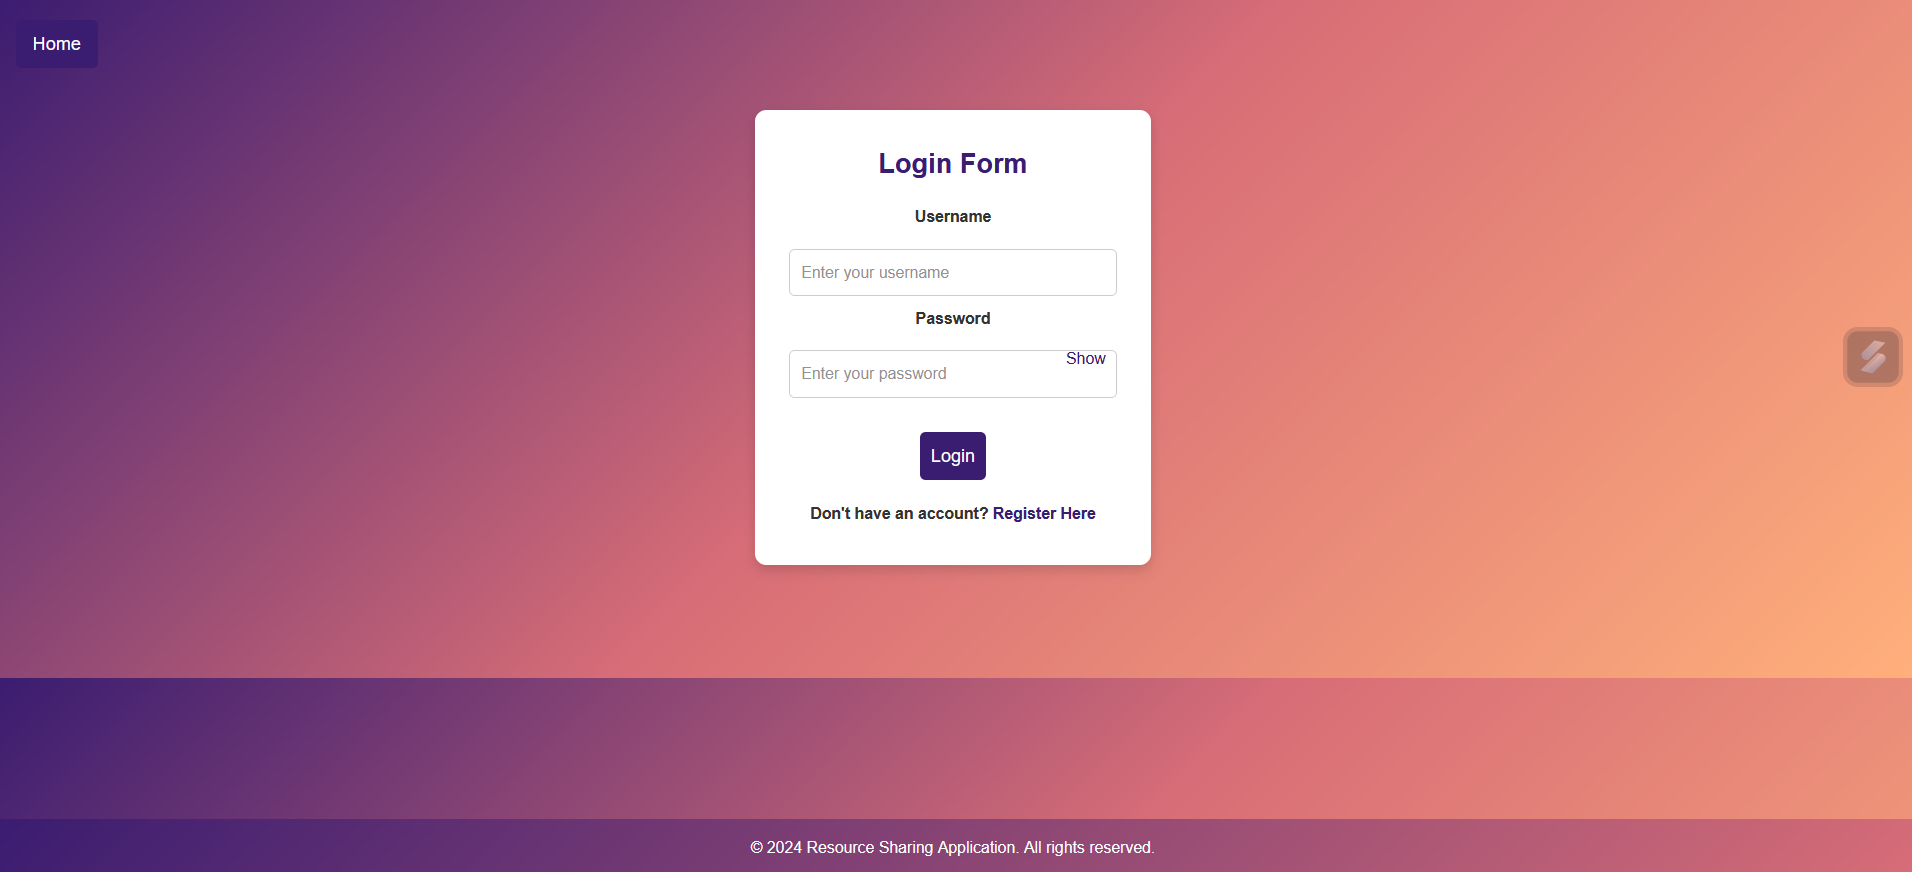 Home
Login Form
Username
Enter your username
Password
Show
Enter your password
Login
Don't have an account? Register Here
© 2024 Resource Sharing Application. All rights reserved.